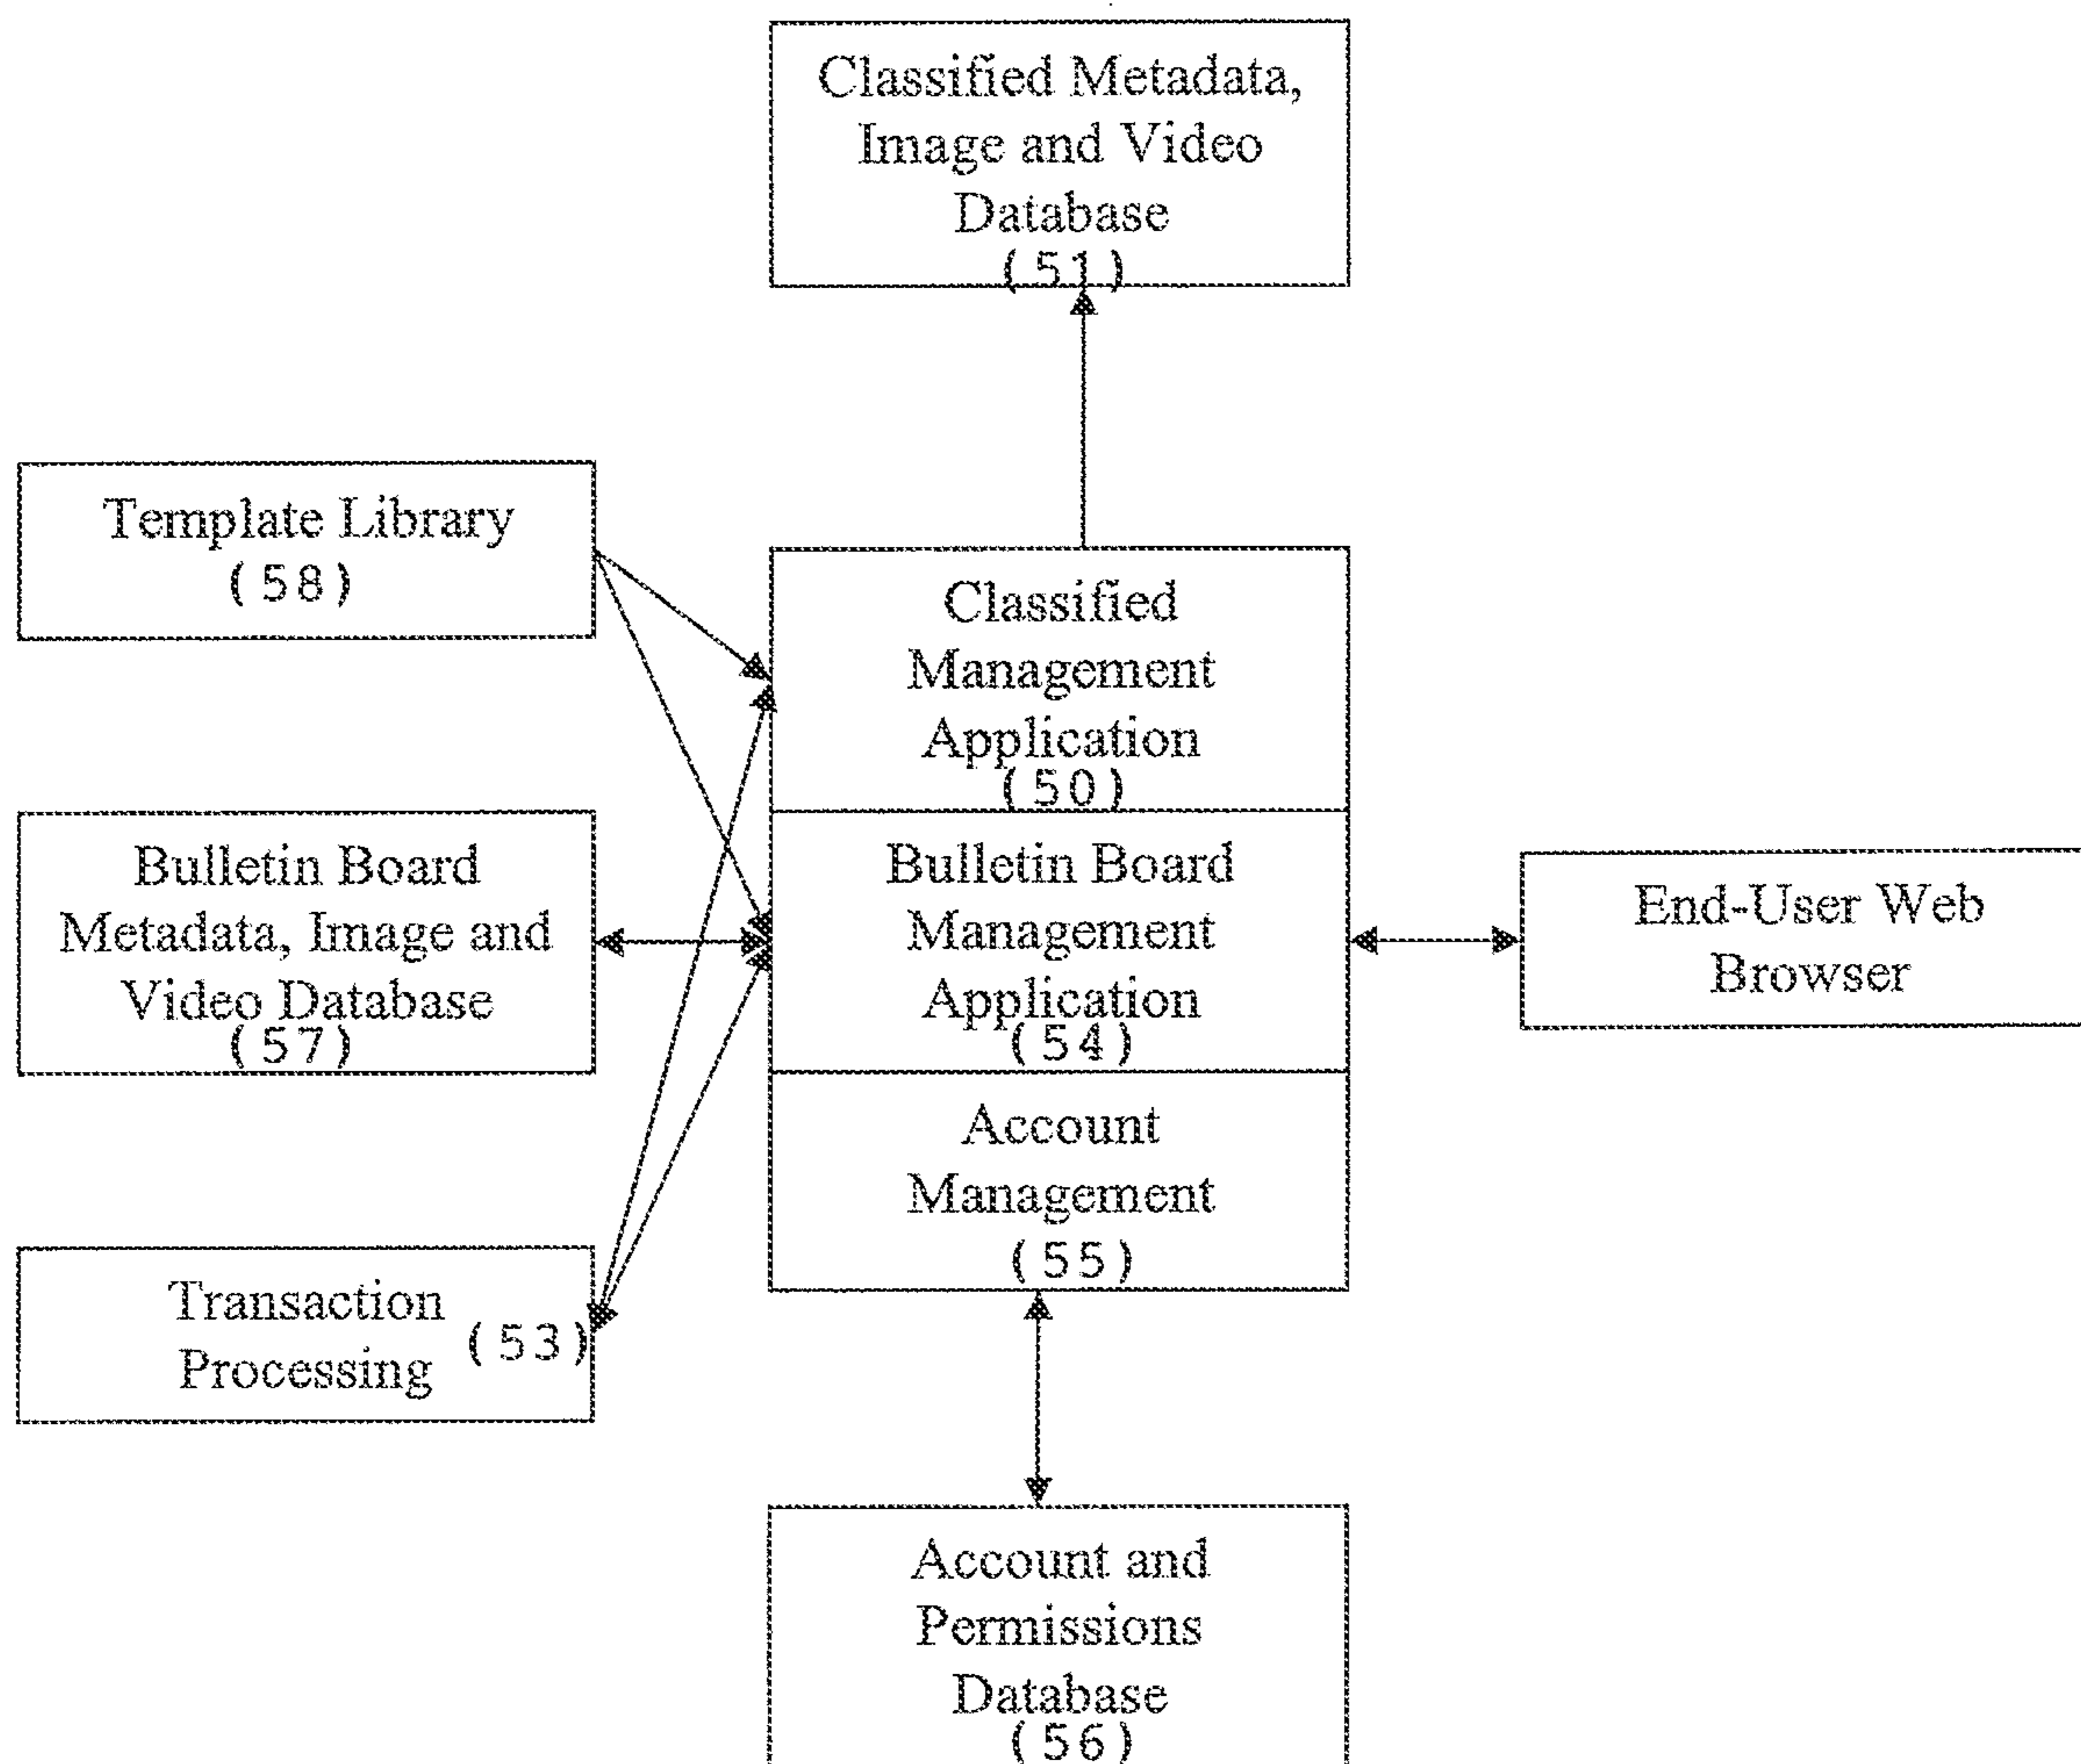 Classified Metadata,
Image and Video
Database
(51)
Template Library
(58)
Classified
Management
Application
(50)
Bulletin Board
Metadata, Image and
Video Database
(57)
Bulletin Board
Management
Application
(54)
End-User Web
Browser
Account
Management
(55)
Transaction
Processing
(53)
Account and
Permissions
Database
(56)